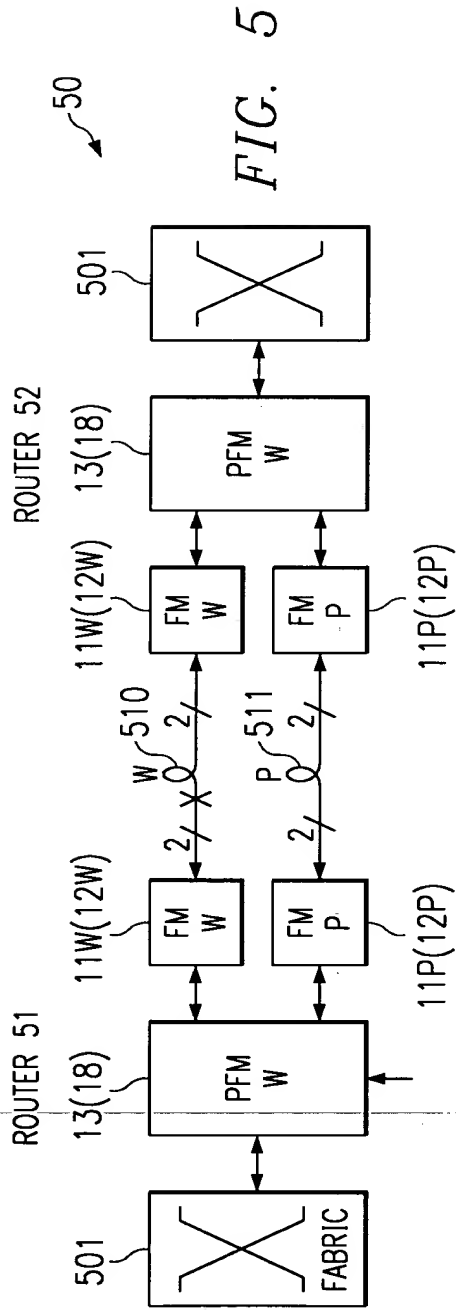 50
FIG. 5
ROUTER 51
ROUTER 52
501
13(18)
11W(12W)
11W(12W)
13(18)
501
FABRIC
PFM
W
FM
W
2
W
510
2
FM
W
PFM
W
FM
P
2
P
511
2
FM
P
11P(12P)
11P(12P)